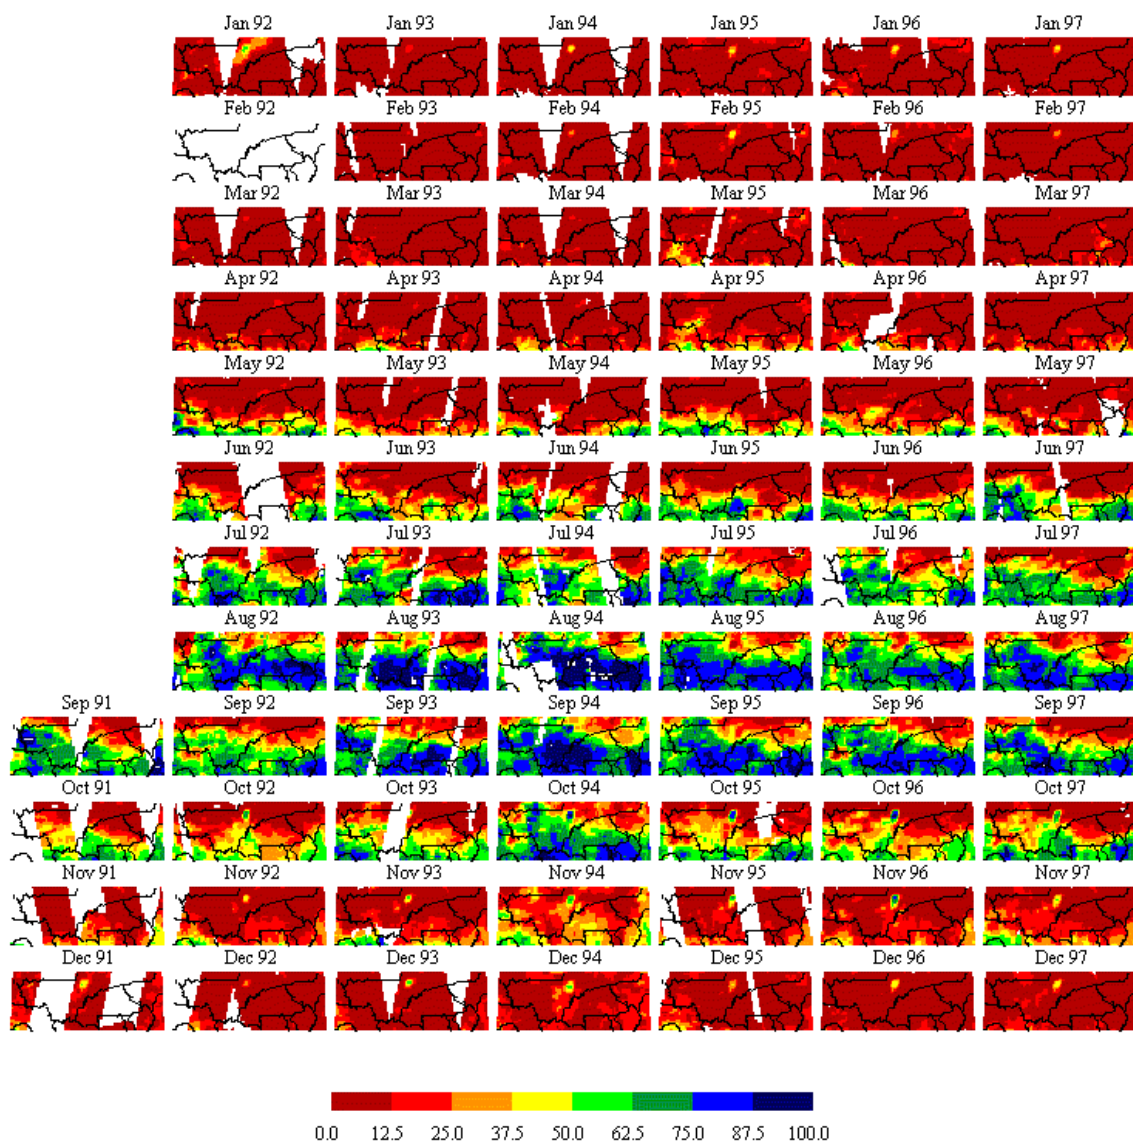 Jan 92 Jan 93 Jan 94 Jan 95 Jan 96 Jan 97
Feb 92 Feb 93 Feb 94 Feb 95 Feb 96 Feb 97
Mar 92 Mar 93 Mar 94 Mar 95 Mar 96 Mar 97
Apr 92 Apr 93 Apr 94 Apr 95 Apr 96 Apr 97
May 92 May 93 May 94 May 95 May 96 May 97
Jun 92 Jun 93 Jun 94 Jun 95 Jun 96 Jun 97
Jul 92 Jul 93 Jul 94 Jul 95 Jul 96 Jul 97
Aug 92 Aug 93 Aug 94 Aug 95 Aug 96 Aug 97
Sep 91 Sep 92 Sep 93 Sep 94 Sep 95 Sep 96 Sep 97
Oct 91 Oct 92 Oct 93 Oct 94 Oct 95 Oct 96 Oct 97
Nov 91 Nov 92 Nov 93 Nov 94 Nov 95 Nov 96 Nov 97
Dec 91 Dec 92 Dec 93 Dec 94 Dec 95 Dec 96 Dec 97
0.0 12.5 25.0 37.5 50.0 62.5 75.0 87.5 100.0